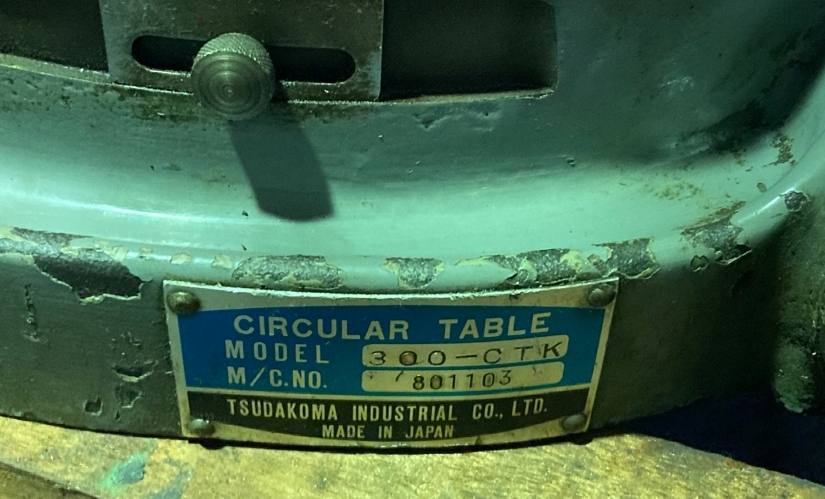 CIRCULAR TABLE
MODEL 300-CTK
M/C.NO. 801103
TSUDAKOMA INDUSTRIAL CO., LTD.
MADE IN JAPAN